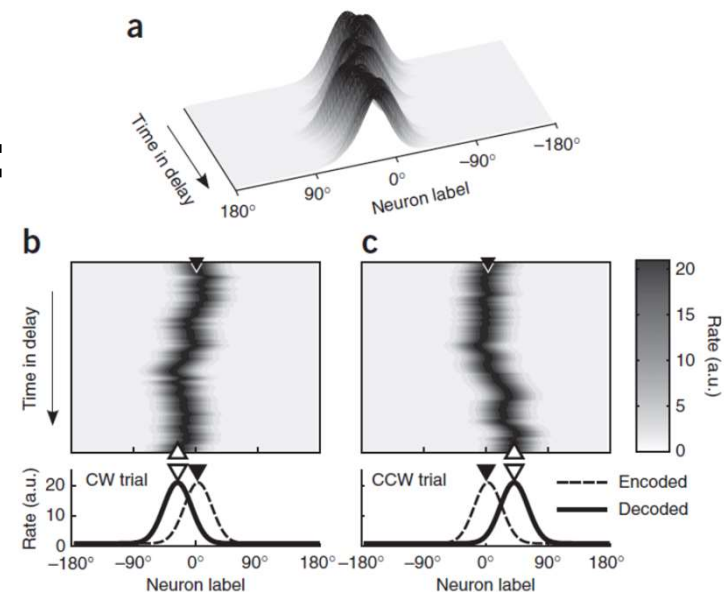 a
Time in delay
180°
90°
0°
−90°
−180°
Neuron label
b
c
Time in delay
20
15
10
5
0
Rate (a.u.)
CW trial
CCW trial
Encoded
Decoded
Rate (a.u.)
20
10
0
−180° −90° 0° 90° 180° −180° −90° 0° 90° 180°
Neuron label
Neuron label